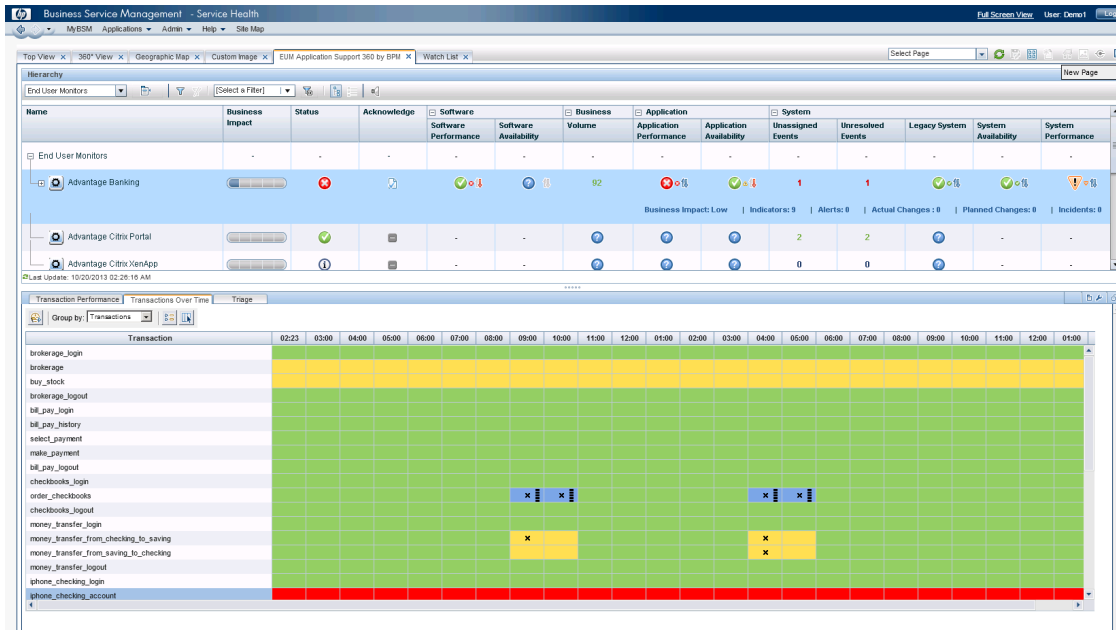 Business Service Management - Service Health
Full Screen View User: Demo1 Log
MyBSM Applications Admin Help Site Map
Top View x 360° View x Geographic Map x Custom Image x EUM Application Support 360 by BPM x Watch List x Select Page
New Page
Hierarchy
End User Monitors [Select a Filter]
Name Business Impact Status Acknowledge Software Business Application System
Software Performance Software Availability Volume Application Performance Application Availability Unassigned Events Unresolved Events Legacy System System Availability System Performance
End User Monitors - - - - - - - - - - - - -
Advantage Banking 92 1 1
Business Impact: Low | Indicators: 9 | Alerts: 0 | Actual Changes : 0 | Planned Changes: 0 | Incidents: 0
Advantage Citrix Portal - - 2 2 - -
Advantage Citrix XenApp - - 0 0 - -
Last Update: 10/20/2013 02:26:16 AM
Transaction Performance Transactions Over Time Triage
Group by: Transactions
Transaction 02:23 03:00 04:00 05:00 06:00 07:00 08:00 09:00 10:00 11:00 12:00 01:00 02:00 03:00 04:00 05:00 06:00 07:00 08:00 09:00 10:00 11:00 12:00 01:00
brokerage_login
brokerage
buy_stock
brokerage_logout
bill_pay_login
bill_pay_history
select_payment
make_payment
bill_pay_logout
checkbooks_login
order_checkbooks
checkbooks_logout
money_transfer_login
money_transfer_from_checking_to_saving
money_transfer_from_saving_to_checking
money_transfer_logout
iphone_checking_login
iphone_checking_account